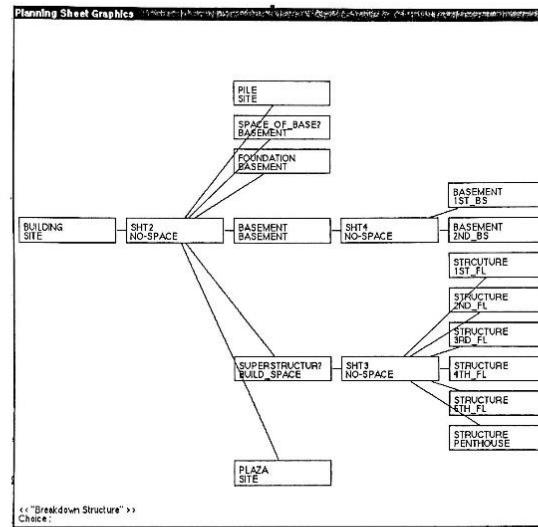 Planning Sheet Graphics
PILE
SITE
SPACE_OF_BASE?
BASEMENT
FOUNDATION
BASEMENT
BUILDING
SITE
SHT2
NO-SPACE
BASEMENT
BASEMENT
SHT4
NO-SPACE
BASEMENT
1ST_BS
BASEMENT
2ND_BS
STRCUTURE
1ST_FL
STRUCTURE
2ND_FL
STRUCTURE
3RD_FL
SUPERSTRUCTUR?
BUILD_SPACE
SHT3
NO-SPACE
STRUCTURE
4TH_FL
STRUCTURE
5TH_FL
STRUCTURE
PENTHOUSE
PLAZA
SITE
<< "Breakdown Structure" >>
Choice: